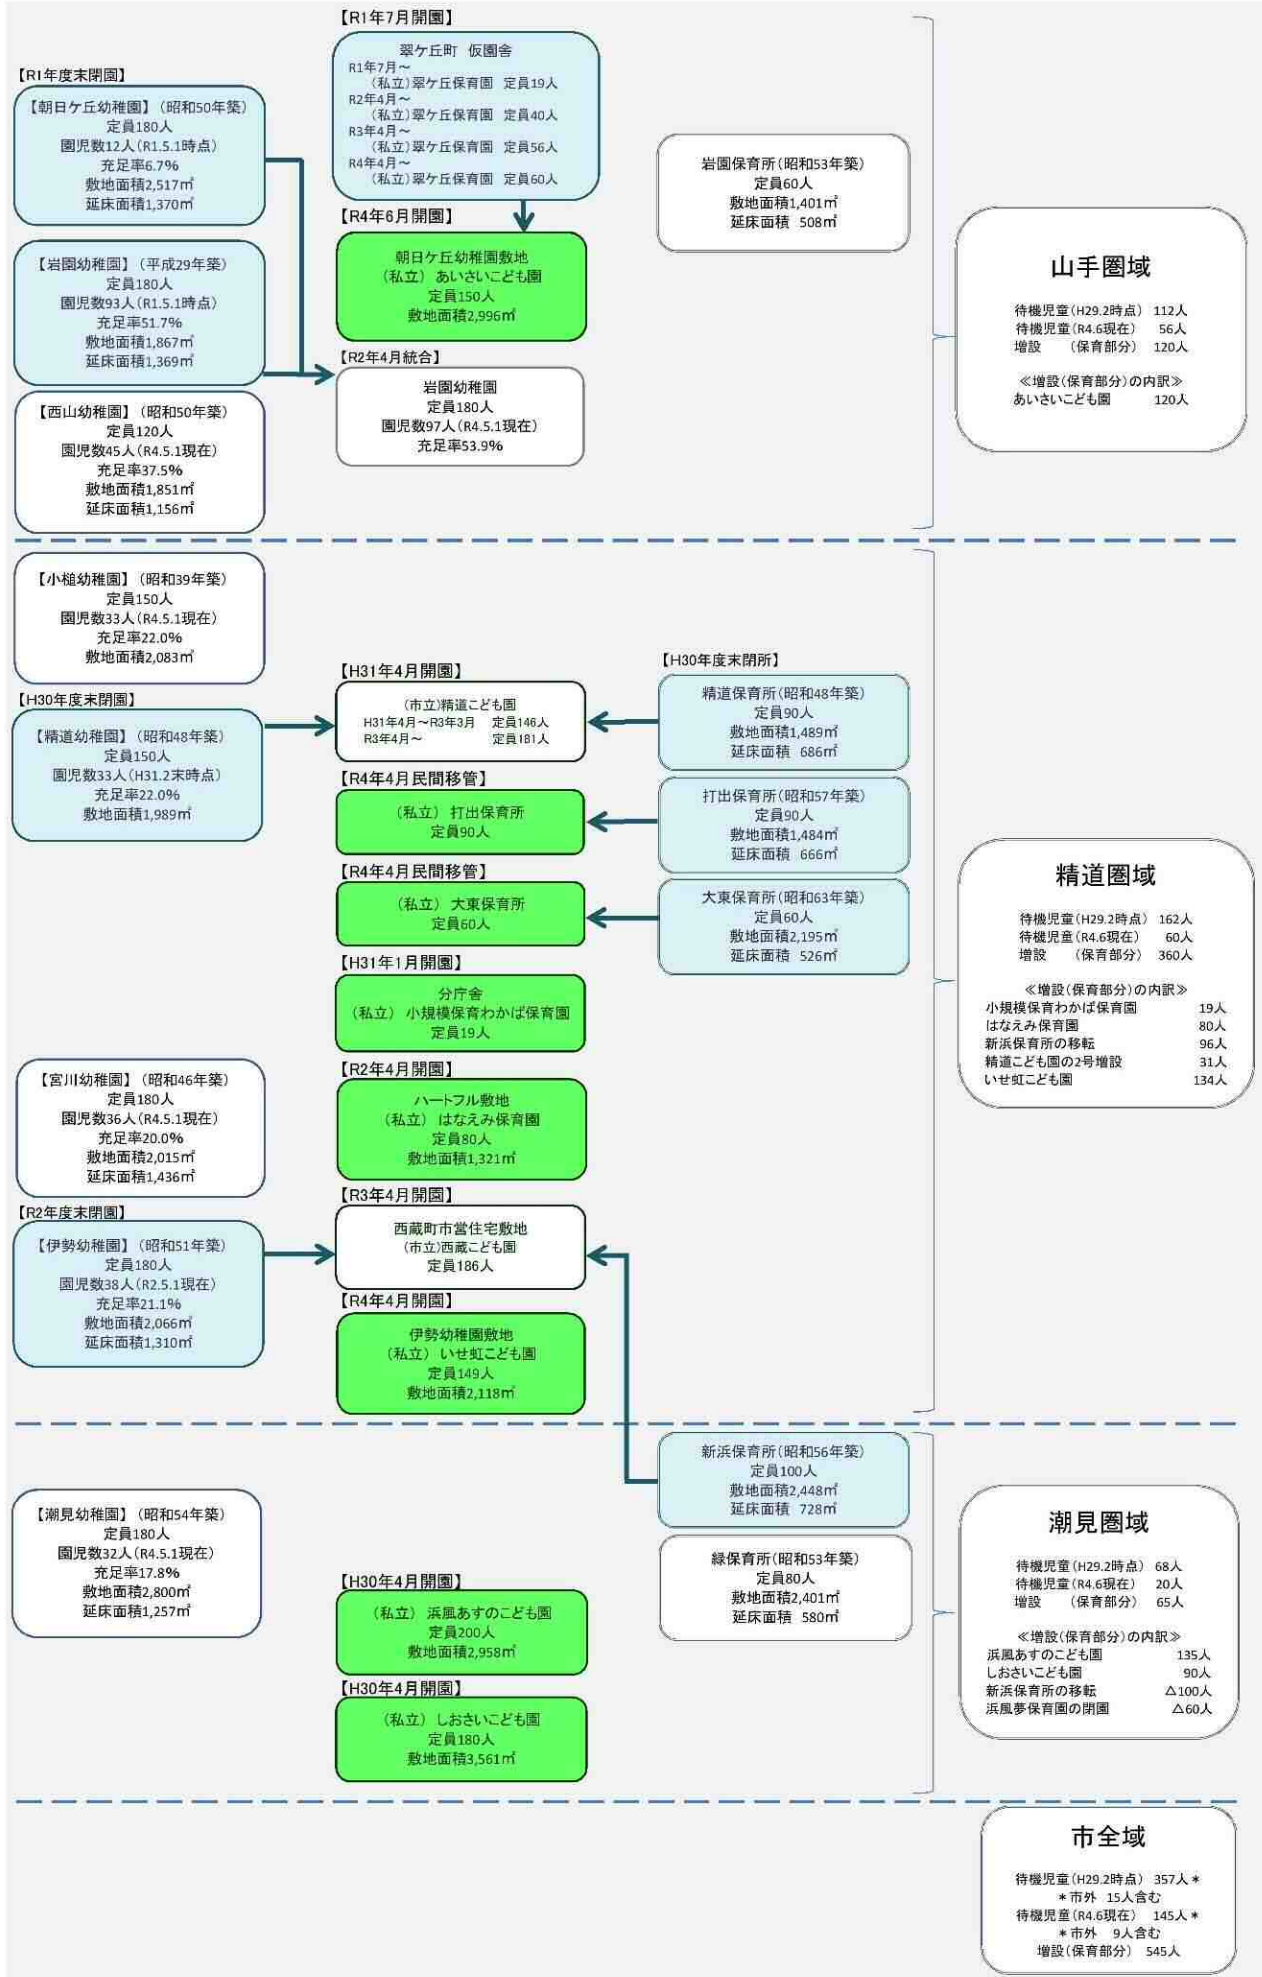 【R1年7月開園】
翠ケ丘町 仮園舎
R1年7月～
(私立)翠ケ丘保育園 定員19人
R2年4月～
(私立)翠ケ丘保育園 定員40人
R3年4月～
(私立)翠ケ丘保育園 定員56人
R4年4月～
(私立)翠ケ丘保育園 定員60人
【R1年度末閉園】
【朝日ケ丘幼稚園】(昭和50年築)
定員180人
園児数12人(R1.5.1時点)
充足率6.7%
敷地面積2,517㎡
延床面積1,370㎡
【R4年6月開園】
朝日ケ丘幼稚園敷地
(私立) あいさいこども園
定員150人
敷地面積2,996㎡
岩園保育所(昭和53年築)
定員60人
敷地面積1,401㎡
延床面積 508㎡
【岩園幼稚園】(平成29年築)
定員180人
園児数93人(R1.5.1時点)
充足率51.7%
敷地面積1,867㎡
延床面積1,369㎡
【R2年4月統合】
岩園幼稚園
定員180人
園児数97人(R4.5.1現在)
充足率53.9%
【西山幼稚園】(昭和50年築)
定員120人
園児数45人(R4.5.1現在)
充足率37.5%
敷地面積1,851㎡
延床面積1,156㎡
山手圏域
待機児童(H29.2時点) 112人
待機児童(R4.6現在) 56人
増設 (保育部分) 120人
≪増設(保育部分)の内訳≫
あいさいこども園 120人
【小槌幼稚園】(昭和39年築)
定員150人
園児数33人(R4.5.1現在)
充足率22.0%
敷地面積2,083㎡
【H30年度末閉園】
【精道幼稚園】(昭和48年築)
定員150人
園児数33人(H31.2末時点)
充足率22.0%
敷地面積1,989㎡
【H31年4月開園】
(市立)精道こども園
H31年4月～R3年3月 定員146人
R3年4月～ 定員181人
【H30年度末閉所】
精道保育所(昭和48年築)
定員90人
敷地面積1,489㎡
延床面積 686㎡
【R4年4月民間移管】
(私立) 打出保育所
定員90人
打出保育所(昭和57年築)
定員90人
敷地面積1,484㎡
延床面積 666㎡
【R4年4月民間移管】
(私立) 大東保育所
定員60人
大東保育所(昭和63年築)
定員60人
敷地面積2,195㎡
延床面積 526㎡
【H31年1月開園】
分庁舎
(私立) 小規模保育わかば保育園
定員19人
【R2年4月開園】
ハートフル敷地
(私立) はなえみ保育園
定員80人
敷地面積1,321㎡
【宮川幼稚園】(昭和46年築)
定員180人
園児数36人(R4.5.1現在)
充足率20.0%
敷地面積2,015㎡
延床面積1,436㎡
【R2年度末閉園】
【伊勢幼稚園】(昭和51年築)
定員180人
園児数38人(R2.5.1現在)
充足率21.1%
敷地面積2,066㎡
延床面積1,310㎡
【R3年4月開園】
西蔵町市営住宅敷地
(市立)西蔵こども園
定員186人
【R4年4月開園】
伊勢幼稚園敷地
(私立) いせ虹こども園
定員149人
敷地面積2,118㎡
精道圏域
待機児童(H29.2時点) 162人
待機児童(R4.6現在) 60人
増設 (保育部分) 360人
≪増設(保育部分)の内訳≫
小規模保育わかば保育園 19人
はなえみ保育園 80人
新浜保育所の移転 96人
精道こども園の2号増設 31人
いせ虹こども園 134人
新浜保育所(昭和56年築)
定員100人
敷地面積2,448㎡
延床面積 728㎡
【潮見幼稚園】(昭和54年築)
定員180人
園児数32人(R4.5.1現在)
充足率17.8%
敷地面積2,800㎡
延床面積1,257㎡
緑保育所(昭和53年築)
定員80人
敷地面積2,401㎡
延床面積 580㎡
【H30年4月開園】
(私立) 浜風あすのこども園
定員200人
敷地面積2,958㎡
【H30年4月開園】
(私立) しおさいこども園
定員180人
敷地面積3,561㎡
潮見圏域
待機児童(H29.2時点) 68人
待機児童(R4.6現在) 20人
増設 (保育部分) 65人
≪増設(保育部分)の内訳≫
浜風あすのこども園 135人
しおさいこども園 90人
新浜保育所の移転 △100人
浜風夢保育園の閉園 △60人
市全域
待機児童(H29.2時点) 357人＊
＊市外 15人含む
待機児童(R4.6現在) 145人＊
＊市外 9人含む
増設(保育部分) 545人